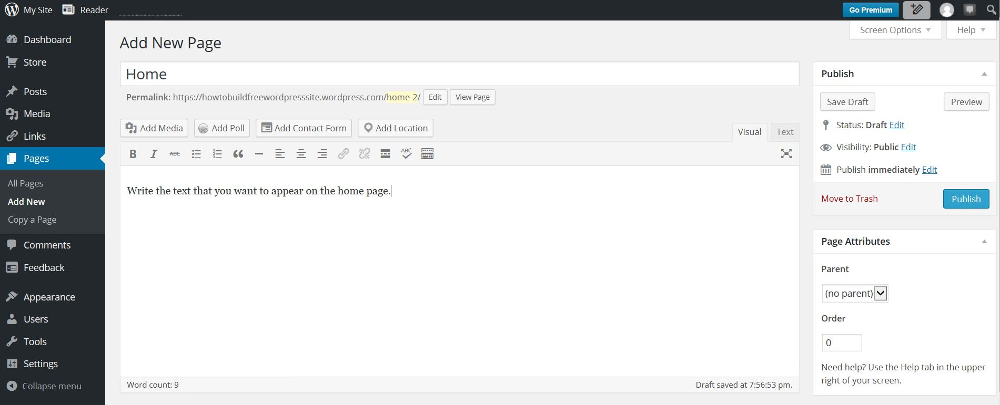 My Site Reader Go Premium
Screen Options Help
Dashboard
Store
Posts
Media
Links
Pages
All Pages
Add New
Copy a Page
Comments
Feedback
Appearance
Users
Tools
Settings
Collapse menu
Add New Page
Home
Permalink: https://howtobuildfreewordpresssite.wordpress.com/home-2/ Edit View Page
Add Media Add Poll Add Contact Form Add Location
Visual Text
B I ABC ABC
Write the text that you want to appear on the home page.
Word count: 9 Draft saved at 7:56:53 pm.
Publish
Save Draft Preview
Status: Draft Edit
Visibility: Public Edit
Publish immediately Edit
Move to Trash Publish
Page Attributes
Parent
(no parent)
Order
0
Need help? Use the Help tab in the upper
right of your screen.